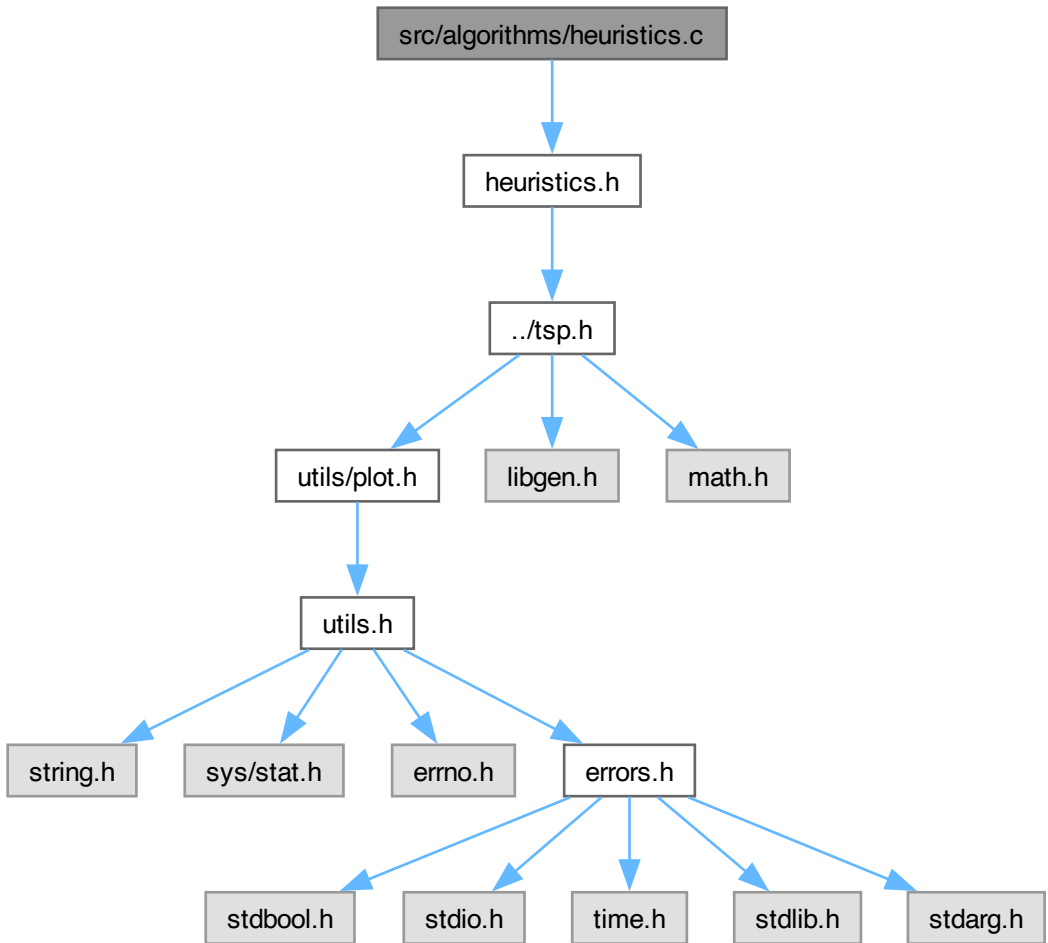 src/algorithms/heuristics.c
heuristics.h
../tsp.h
utils/plot.h
libgen.h
math.h
utils.h
string.h
sys/stat.h
errno.h
errors.h
stdbool.h
stdio.h
time.h
stdlib.h
stdarg.h